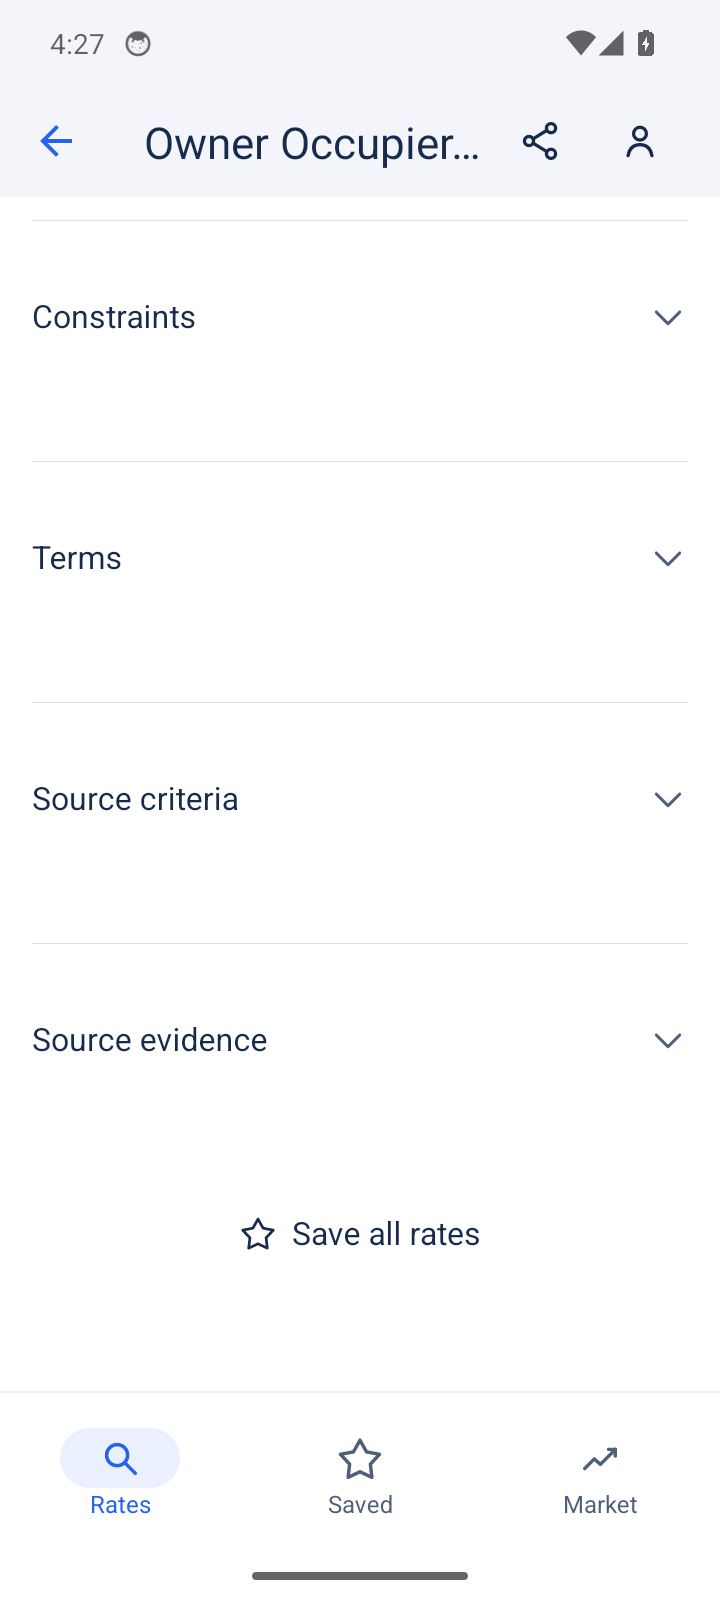 4:27
Owner Occupier...
Constraints
Terms
Source criteria
Source evidence
Save all rates
Rates
Saved
Market